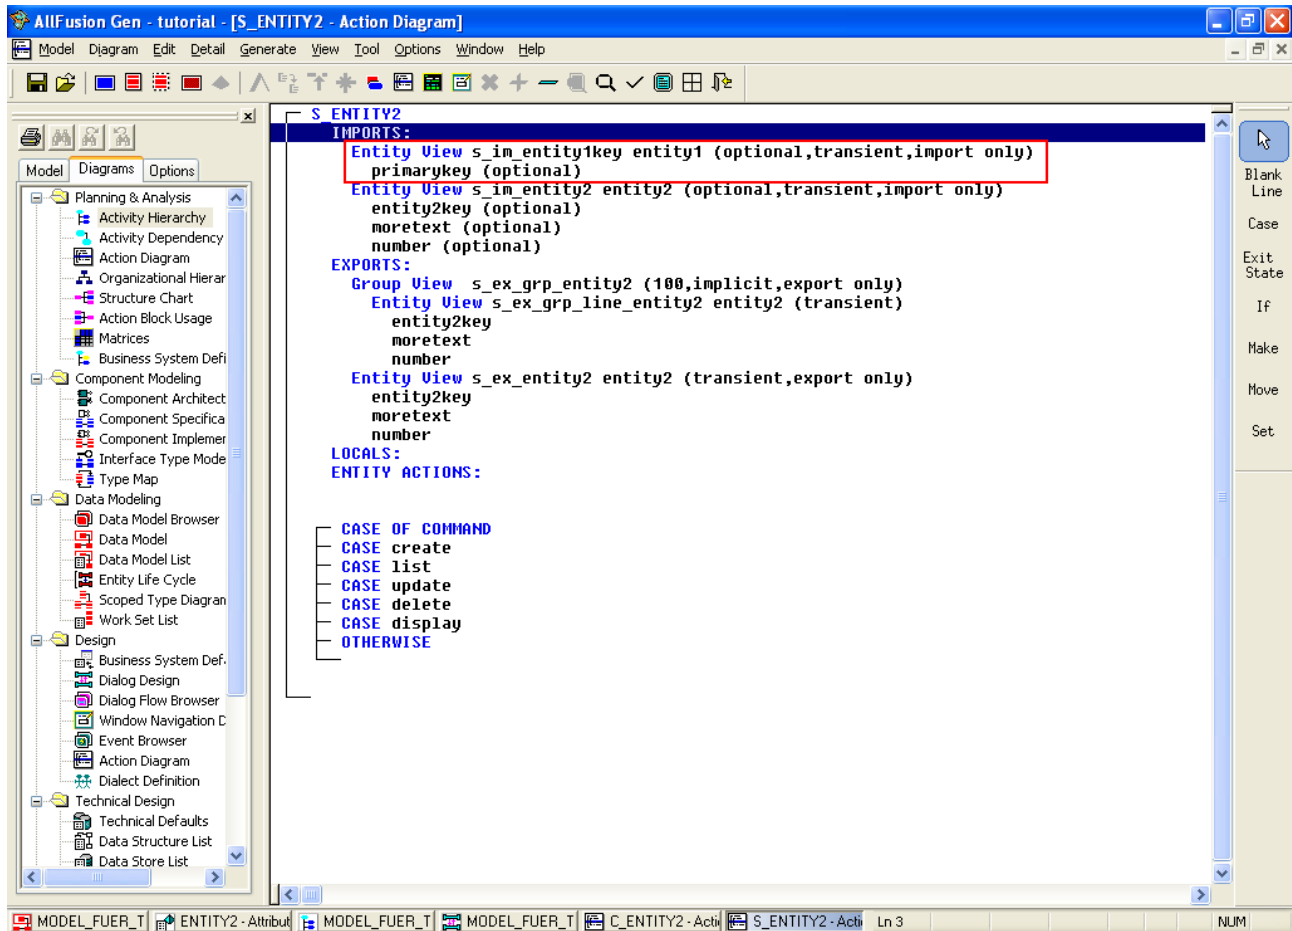 AllFusion Gen - tutorial - [S_ENTITY2 - Action Diagram]
Model Diagram Edit Detail Generate View Tool Options Window Help
Model Diagrams Options
Planning & Analysis
Activity Hierarchy
Activity Dependency
Action Diagram
Organizational Hierar
Structure Chart
Action Block Usage
Matrices
Business System Defi
Component Modeling
Component Architect
Component Specifica
Component Implemer
Interface Type Mode
Type Map
Data Modeling
Data Model Browser
Data Model
Data Model List
Entity Life Cycle
Scoped Type Diagran
Work Set List
Design
Business System Def
Dialog Design
Dialog Flow Browser
Window Navigation D
Event Browser
Action Diagram
Dialect Definition
Technical Design
Technical Defaults
Data Structure List
Data Store List
S_ENTITY2
IMPORTS:
Entity View s_im_entity1key entity1 (optional,transient,import only)
primarykey (optional)
Entity View s_im_entity2 entity2 (optional,transient,import only)
entity2key (optional)
moretext (optional)
number (optional)
EXPORTS:
Group View s_ex_grp_entity2 (100,implicit,export only)
Entity View s_ex_grp_line_entity2 entity2 (transient)
entity2key
moretext
number
Entity View s_ex_entity2 entity2 (transient,export only)
entity2key
moretext
number
LOCALS:
ENTITY ACTIONS:
CASE OF COMMAND
CASE create
CASE list
CASE update
CASE delete
CASE display
OTHERWISE
Blank
Line
Case
Exit
State
If
Make
Move
Set
MODEL_FUER_T ENTITY2 - Attribut MODEL_FUER_T MODEL_FUER_T C_ENTITY2 - Acti S_ENTITY2 - Acti Ln 3 NUM